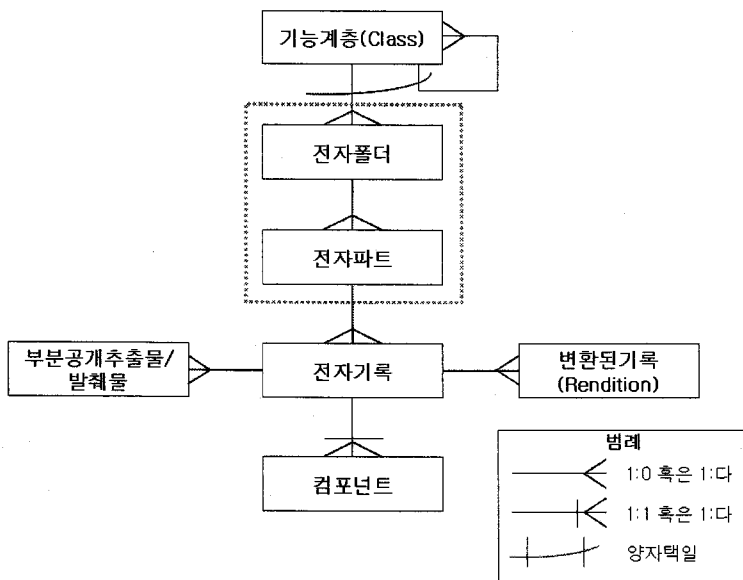 기능계층(Class)
전자폴더
전자파트
부분공개추출물/
발췌물
전자기록
변환된기록
(Rendition)
컴포넌트
범례
1:0 혹은 1:다
1:1 혹은 1:다
양자택일